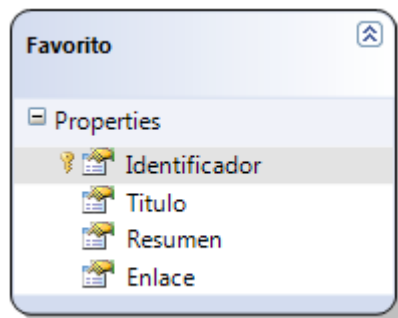 Favorito
Properties
Identificador
Titulo
Resumen
Enlace